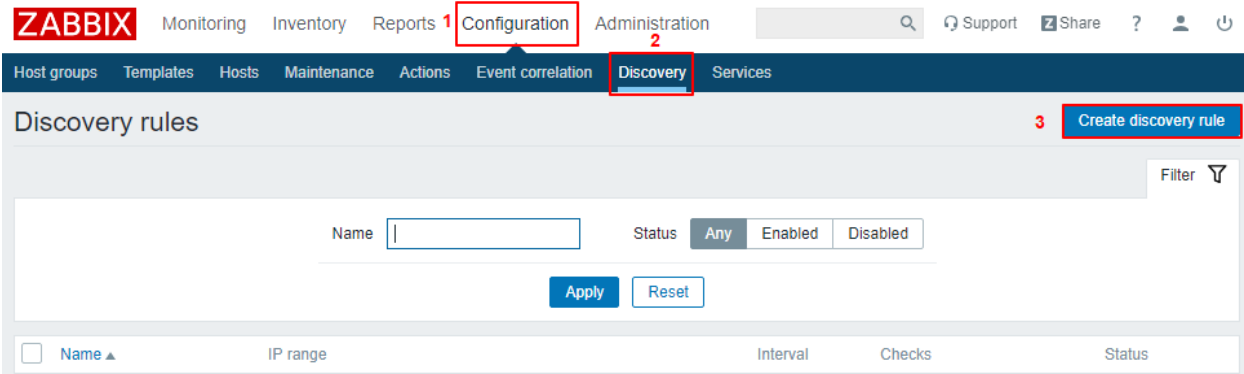 ZABBIX Monitoring Inventory Reports 1 Configuration Administration Support Z Share ?
2
Host groups Templates Hosts Maintenance Actions Event correlation Discovery Services
Discovery rules 3 Create discovery rule
Filter
Name Status Any Enabled Disabled
Apply Reset
Name ▲ IP range Interval Checks Status